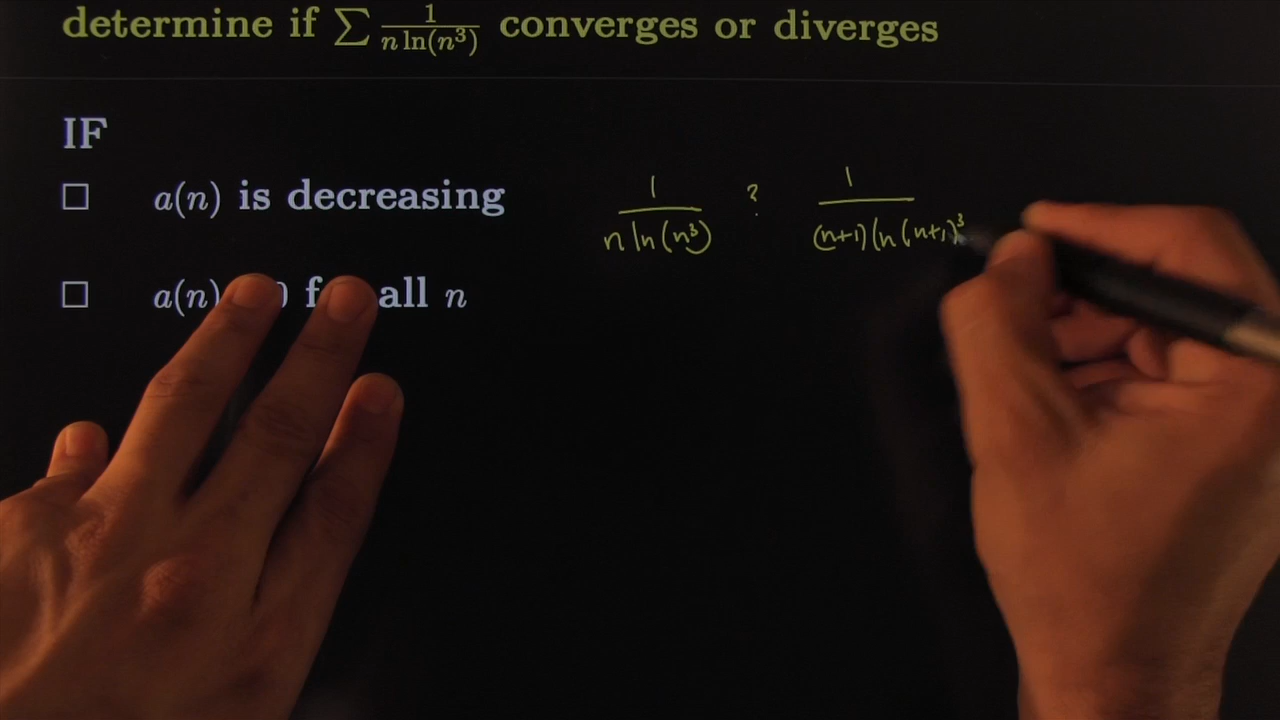 determine if ∑ 1/(n ln(n³)) converges or diverges
IF
☐ a(n) is decreasing
1/(n ln(n³)) ? 1/((n+1)(n(n+1)³
☐ a(n) all n